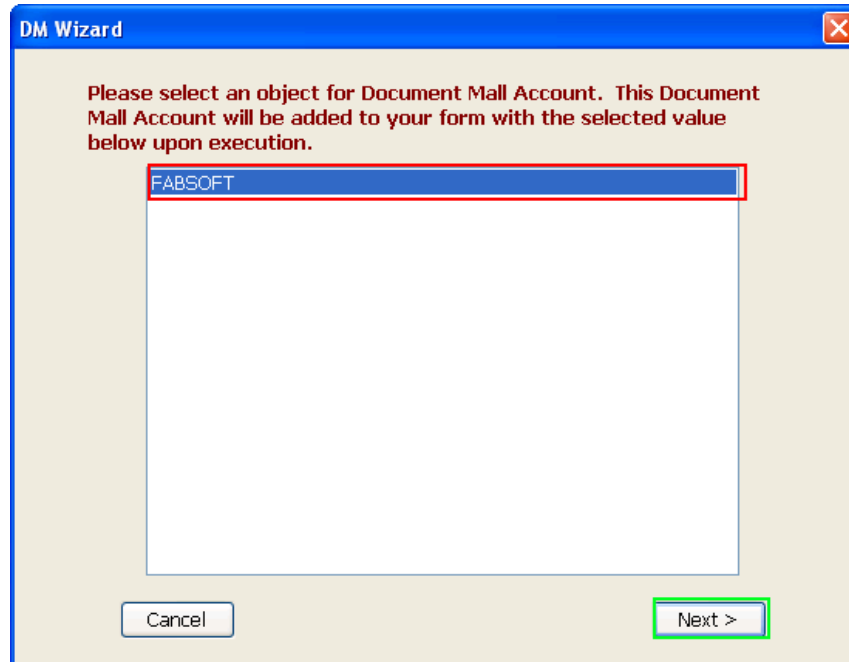 DM Wizard
Please select an object for Document Mall Account. This Document
Mall Account will be added to your form with the selected value
below upon execution.
FABSOFT
Cancel
Next >